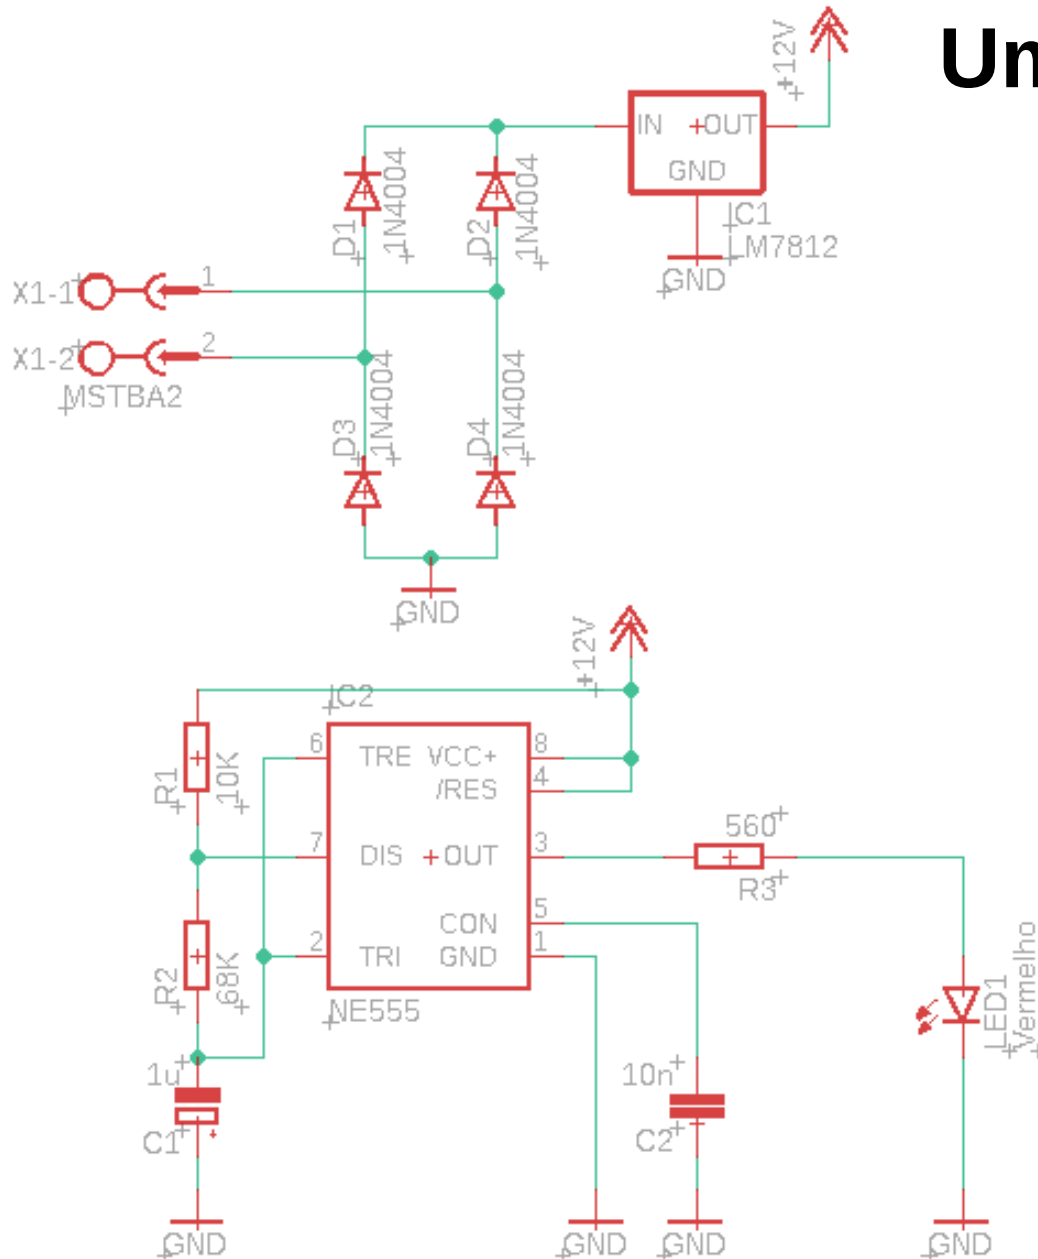 Un
+12V
IN
OUT
GND
IC1
LM7812
GND
D1
1N4004
D2
1N4004
X1-1
1
X1-2
2
MSTBA2
D3
1N4004
D4
1N4004
GND
+12V
IC2
6
TRE
VCC+
8
/RES
4
R1
10K
7
DIS
OUT
3
560
R3
CON
5
2
TRI
GND
1
R2
68K
NE555
LED1
Vermelho
1u
C1
10n
C2
GND
GND
GND
GND